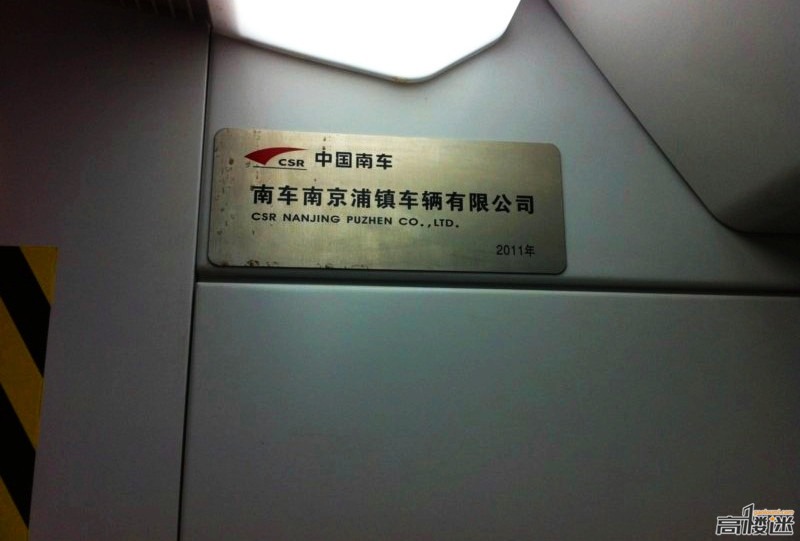 CSR 中国南车
南车南京浦镇车辆有限公司
CSR NANJING PUZHEN CO.,LTD.
2011年
高楼迷